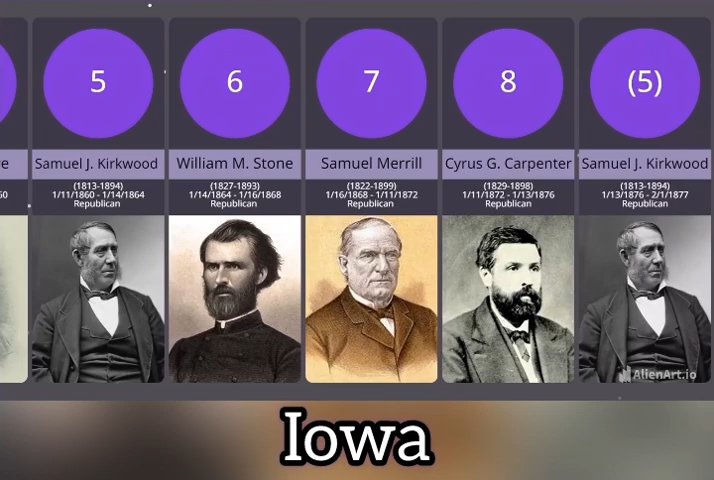 5
6
7
8
(5)
re
Samuel J. Kirkwood
William M. Stone
Samuel Merrill
Cyrus G. Carpenter
Samuel J. Kirkwood
(1813-1894)
(1827-1893)
(1822-1899)
(1829-1898)
(1813-1894)
60
1/11/1860 - 1/14/1864
1/14/1864 - 1/16/1868
1/16/1868 - 1/11/1872
1/11/1872 - 1/13/1876
1/13/1876 - 2/1/1877
Republican
Republican
Republican
Republican
Republican
AlienArt.io
Iowa